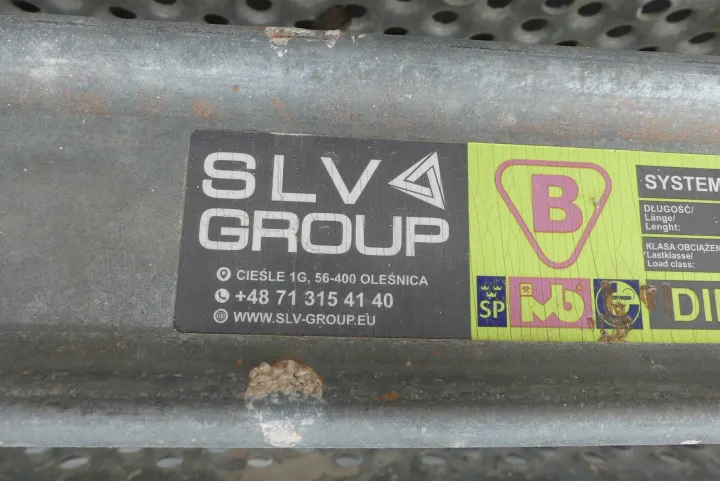 SLV
GROUP
CIEŚLE 1G, 56-400 OLEŚNICA
+48 71 315 41 40
WWW.SLV-GROUP.EU
B
SP
SYSTEM
DŁUGOŚĆ/
Länge/
Lenght:
KLASA OBCIĄŻEN
Lastklasse/
Load class: